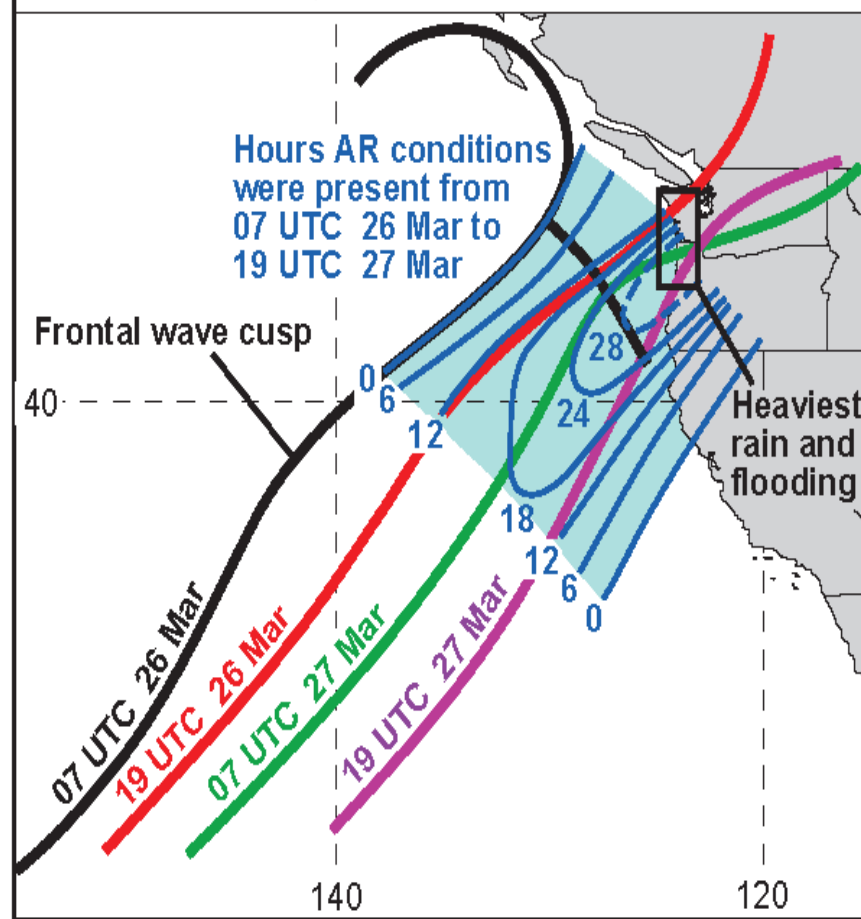 Hours AR conditions
were present from
07 UTC 26 Mar to
19 UTC 27 Mar
Frontal wave cusp
0
6
12
18
24
28
12
6
0
40
Heaviest
rain and
flooding
07 UTC 26 Mar
19 UTC 26 Mar
07 UTC 27 Mar
19 UTC 27 Mar
140
120